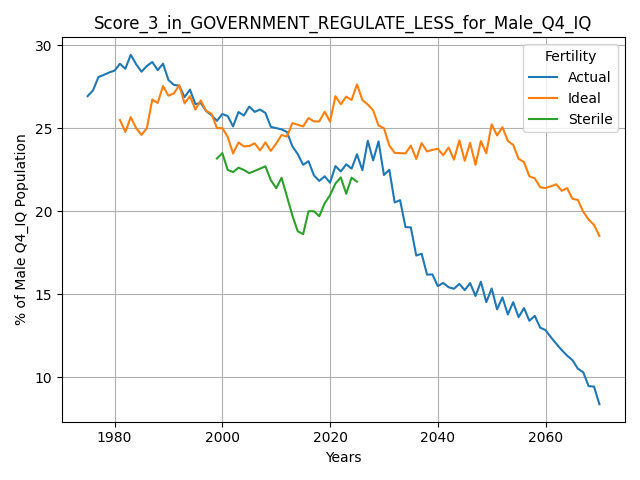 Score_3_in_GOVERNMENT_REGULATE_LESS_for_Male_Q4_IQ
Fertility
Actual
Ideal
Sterile
% of Male Q4_IQ Population
30
25
20
15
10
1980
2000
2020
2040
2060
Years